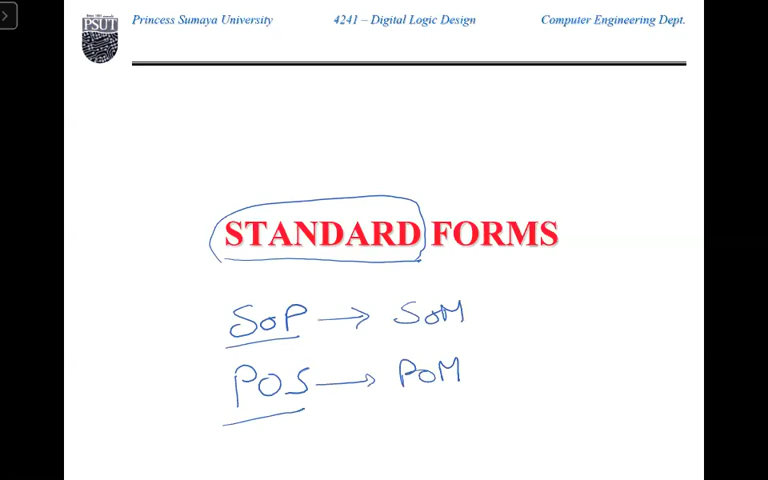 PSUT
Princess Sumaya University 4241 – Digital Logic Design Computer Engineering Dept.
STANDARD FORMS
SoP → SoM
POS → PoM